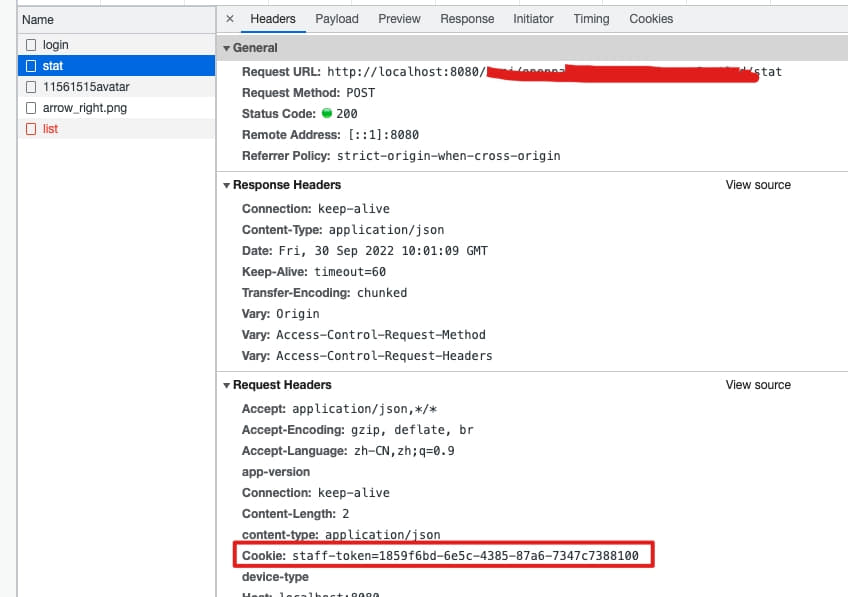 Name
login
stat
11561515avatar
arrow_right.png
list
× Headers Payload Preview Response Initiator Timing Cookies
General
Request URL: http://localhost:8080/ stat
Request Method: POST
Status Code: 200
Remote Address: [::1]:8080
Referrer Policy: strict-origin-when-cross-origin
Response Headers View source
Connection: keep-alive
Content-Type: application/json
Date: Fri, 30 Sep 2022 10:01:09 GMT
Keep-Alive: timeout=60
Transfer-Encoding: chunked
Vary: Origin
Vary: Access-Control-Request-Method
Vary: Access-Control-Request-Headers
Request Headers View source
Accept: application/json,*/*
Accept-Encoding: gzip, deflate, br
Accept-Language: zh-CN,zh;q=0.9
app-version
Connection: keep-alive
Content-Length: 2
content-type: application/json
Cookie: staff-token=1859f6bd-6e5c-4385-87a6-7347c7388100
device-type
Host: localhost:8080